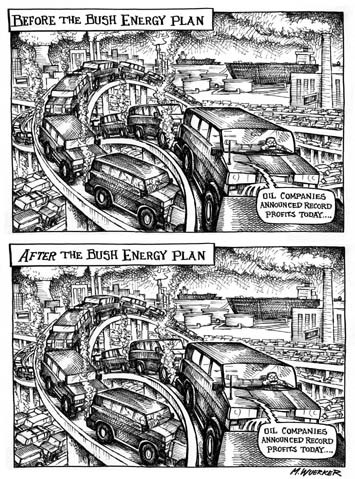 BEFORE THE BUSH ENERGY PLAN
OIL COMPANIES
ANNOUNCED RECORD
PROFITS TODAY....
AFTER THE BUSH ENERGY PLAN
OIL COMPANIES
ANNOUNCED RECORD
PROFITS TODAY....
M. WUERKER